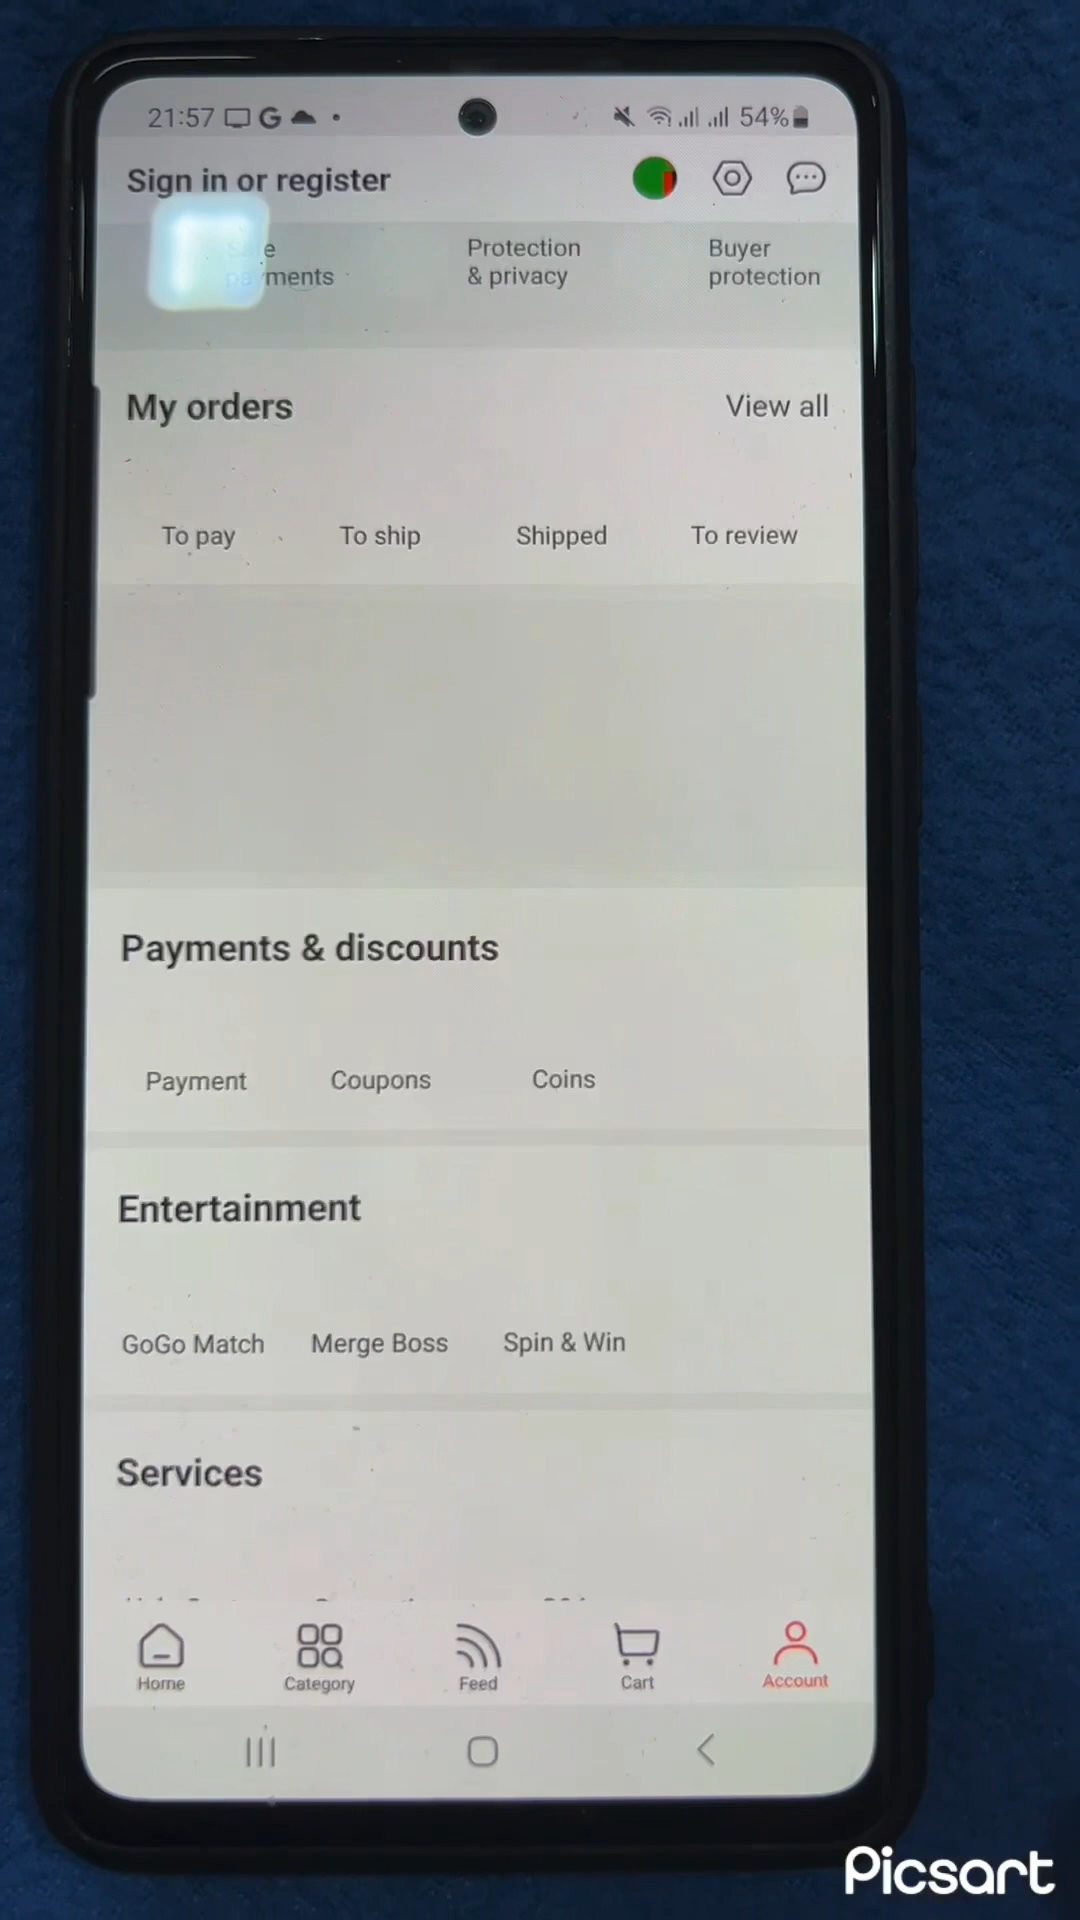 21:57 G 54%
Sign in or register
Protection
& privacy
Buyer
protection
My orders
View all
To pay
To ship
Shipped
To review
Payments & discounts
Payment
Coupons
Coins
Entertainment
GoGo Match
Merge Boss
Spin & Win
Services
Home
Category
Feed
Cart
Account
Picsart